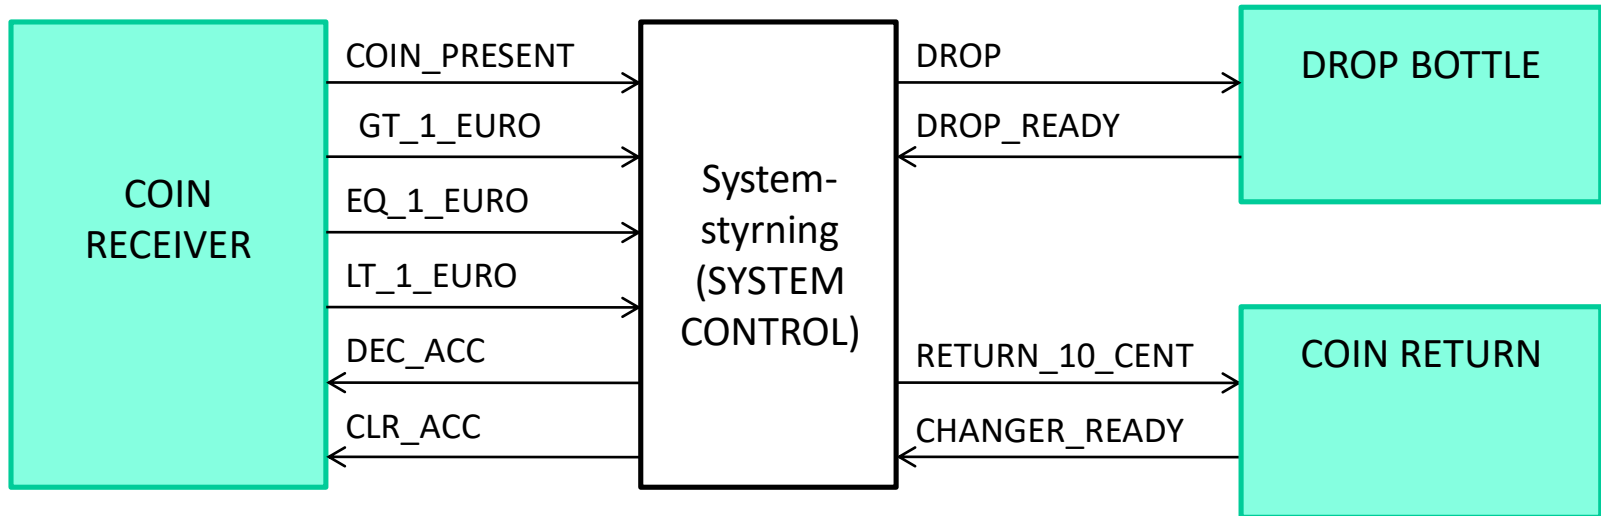 COIN
RECEIVER
COIN_PRESENT
GT_1_EURO
EQ_1_EURO
LT_1_EURO
DEC_ACC
CLR_ACC
System-
styrning
(SYSTEM
CONTROL)
DROP
DROP_READY
RETURN_10_CENT
CHANGER_READY
DROP BOTTLE
COIN RETURN